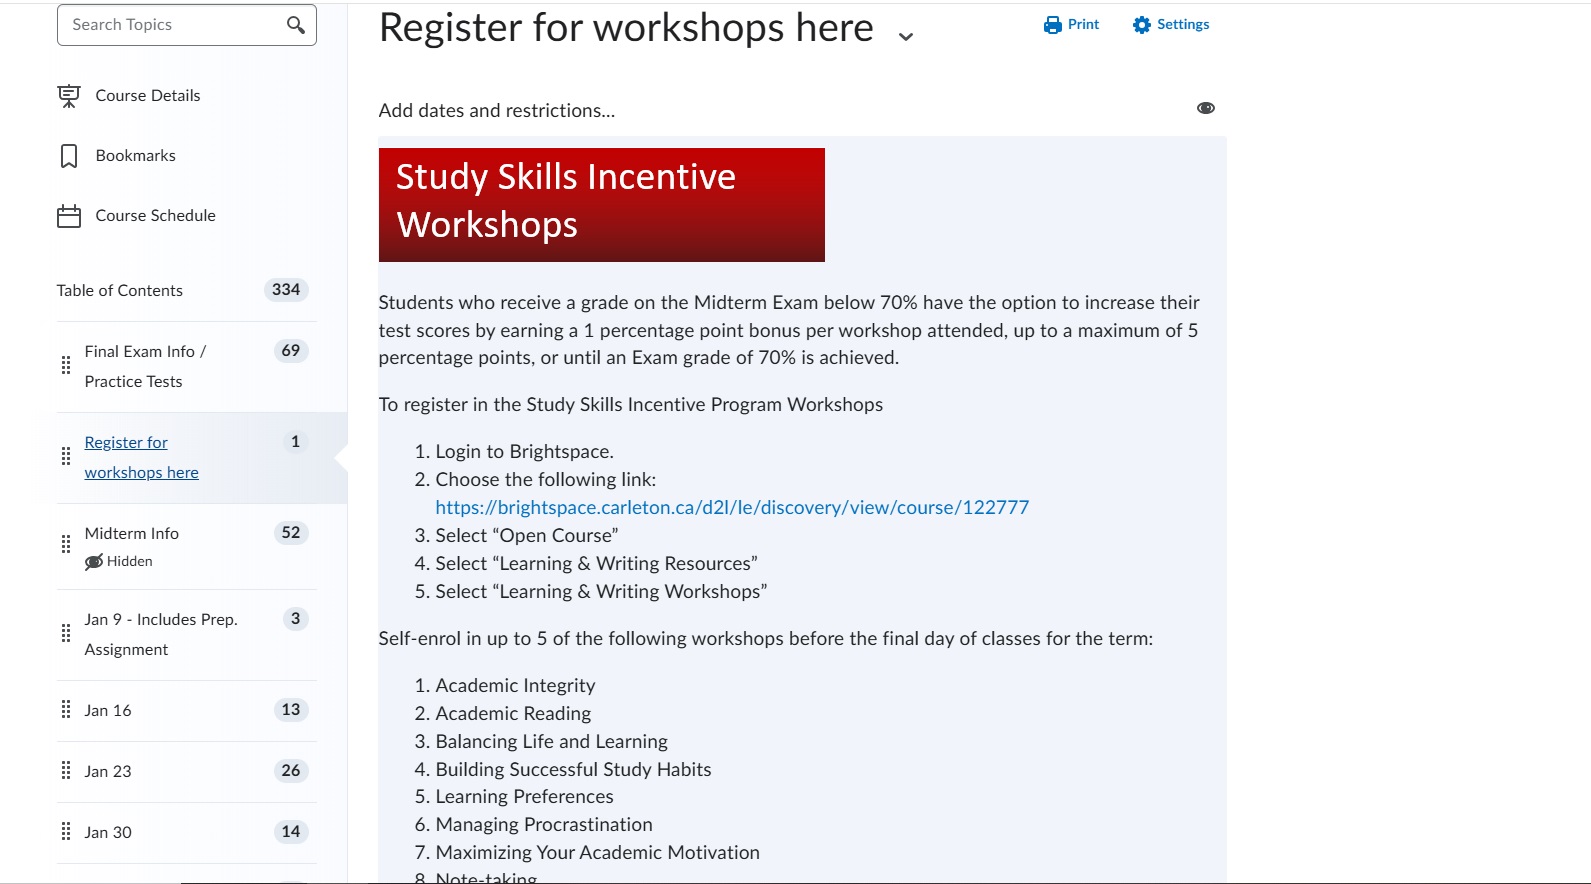 Search Topics
Course Details
Bookmarks
Course Schedule
Table of Contents 334
Final Exam Info / 69
Practice Tests
Register for 1
workshops here
Midterm Info 52
Hidden
Jan 9 - Includes Prep. 3
Assignment
Jan 16 13
Jan 23 26
Jan 30 14
Register for workshops here
Print
Settings
Add dates and restrictions...
Study Skills Incentive
Workshops
Students who receive a grade on the Midterm Exam below 70% have the option to increase their
test scores by earning a 1 percentage point bonus per workshop attended, up to a maximum of 5
percentage points, or until an Exam grade of 70% is achieved.
To register in the Study Skills Incentive Program Workshops
1. Login to Brightspace.
2. Choose the following link:
https://brightspace.carleton.ca/d2l/le/discovery/view/course/122777
3. Select “Open Course”
4. Select “Learning & Writing Resources”
5. Select “Learning & Writing Workshops”
Self-enrol in up to 5 of the following workshops before the final day of classes for the term:
1. Academic Integrity
2. Academic Reading
3. Balancing Life and Learning
4. Building Successful Study Habits
5. Learning Preferences
6. Managing Procrastination
7. Maximizing Your Academic Motivation
8. Note-taking